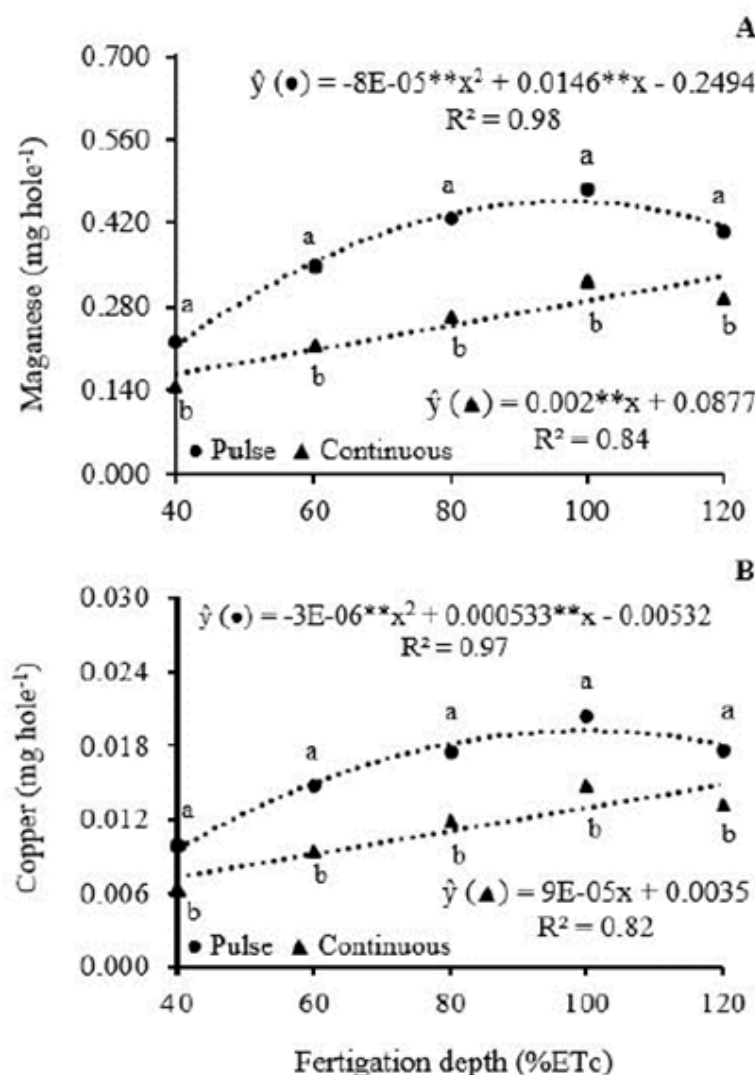 A
0.700
ŷ (●) = -8E-05**x² + 0.0146**x - 0.2494
R² = 0.98
0.560
a
a
a
0.420
a
a
0.280
b
b
b
b
0.140
b
ŷ (▲) = 0.002**x + 0.0877
R² = 0.84
● Pulse ▲ Continuous
0.000
40 60 80 100 120
Maganese (mg hole⁻¹)
B
0.030
ŷ (●) = -3E-06**x² + 0.000533**x - 0.00532
R² = 0.97
0.024
a
a
a
a
0.018
a
0.012
b
b
b
b
0.006
b
ŷ (▲) = 9E-05x + 0.0035
R² = 0.82
● Pulse ▲ Continuous
0.000
40 60 80 100 120
Copper (mg hole⁻¹)
Fertigation depth (%ETc)